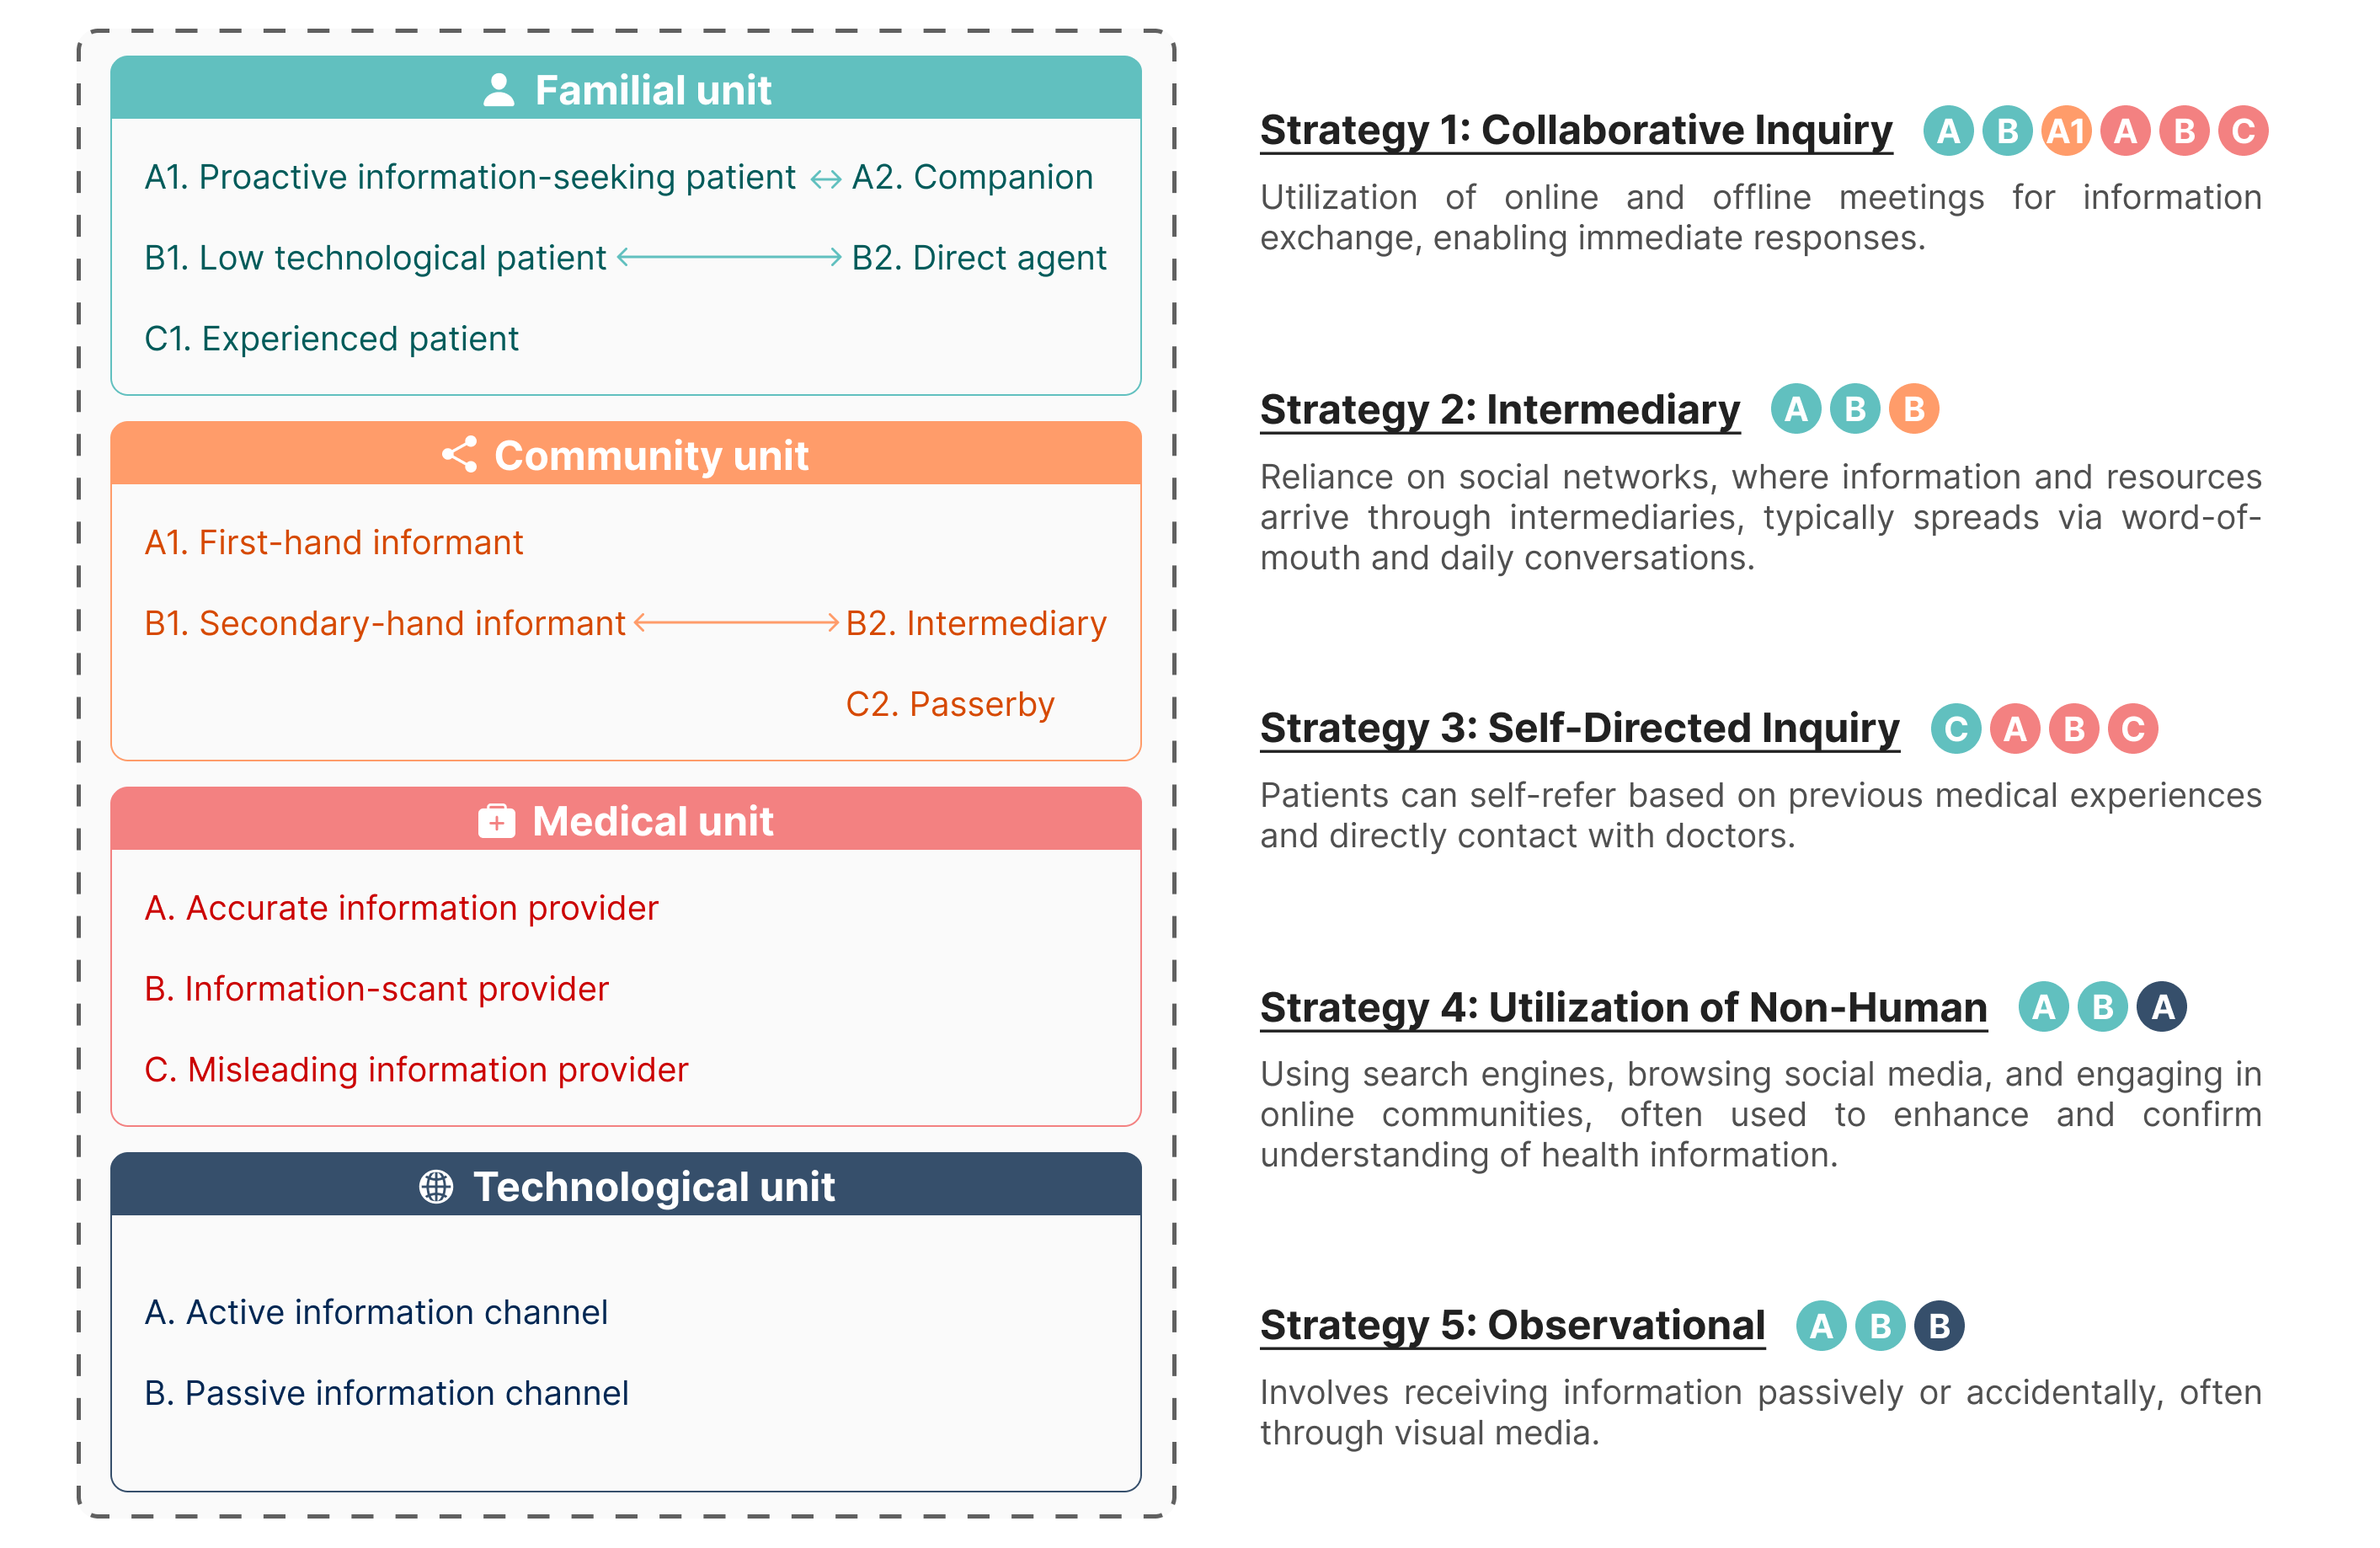 Familial unit
A1. Proactive information-seeking patient ↔ A2. Companion
B1. Low technological patient ↔ B2. Direct agent
C1. Experienced patient
Community unit
A1. First-hand informant
B1. Secondary-hand informant ↔ B2. Intermediary
C2. Passerby
Medical unit
A. Accurate information provider
B. Information-scant provider
C. Misleading information provider
Technological unit
A. Active information channel
B. Passive information channel
Strategy 1: Collaborative Inquiry A B A1 A B C
Utilization of online and offline meetings for information
exchange, enabling immediate responses.
Strategy 2: Intermediary A B B
Reliance on social networks, where information and resources
arrive through intermediaries, typically spreads via word-of-
mouth and daily conversations.
Strategy 3: Self-Directed Inquiry C A B C
Patients can self-refer based on previous medical experiences
and directly contact with doctors.
Strategy 4: Utilization of Non-Human A B A
Using search engines, browsing social media, and engaging in
online communities, often used to enhance and confirm
understanding of health information.
Strategy 5: Observational A B B
Involves receiving information passively or accidentally, often
through visual media.